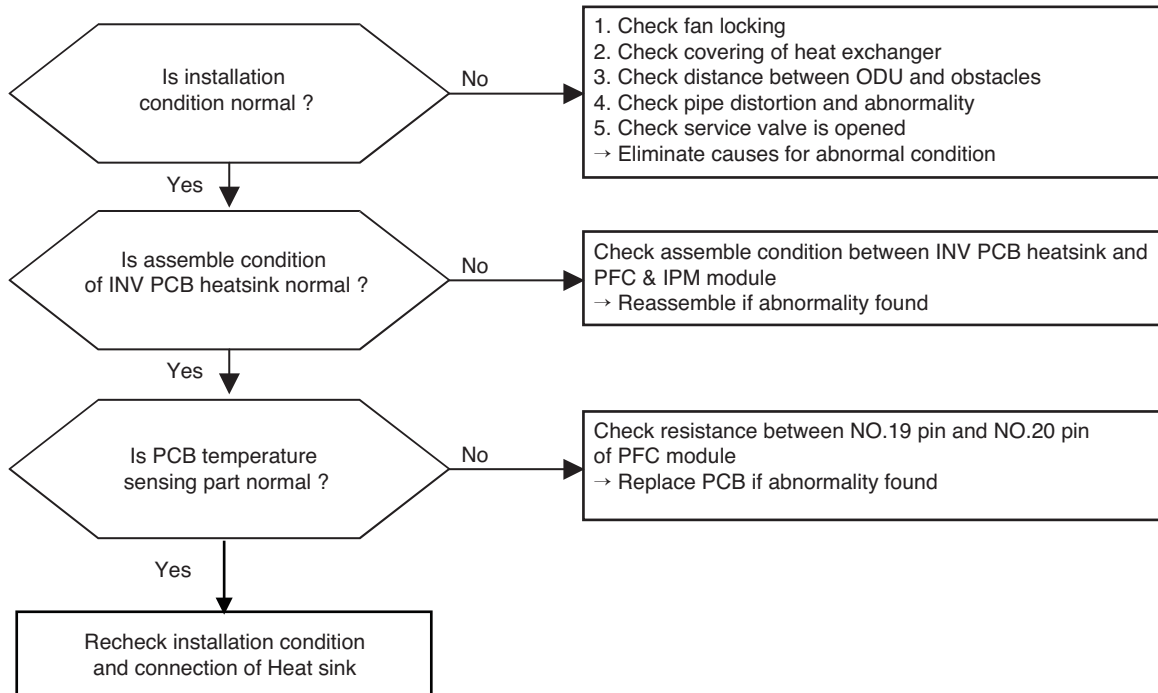 Is installation
condition normal ?
No
1. Check fan locking
2. Check covering of heat exchanger
3. Check distance between ODU and obstacles
4. Check pipe distortion and abnormality
5. Check service valve is opened
→ Eliminate causes for abnormal condition
Yes
Is assemble condition
of INV PCB heatsink normal ?
No
Check assemble condition between INV PCB heatsink and
PFC & IPM module
→ Reassemble if abnormality found
Yes
Is PCB temperature
sensing part normal ?
No
Check resistance between NO.19 pin and NO.20 pin
of PFC module
→ Replace PCB if abnormality found
Yes
Recheck installation condition
and connection of Heat sink